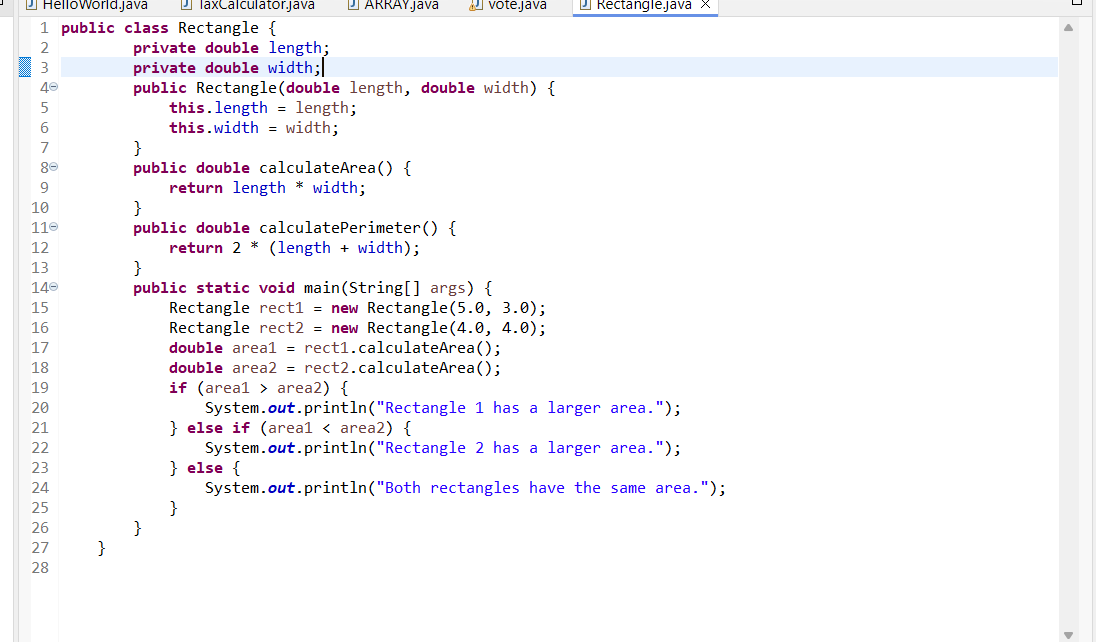 HelloWorld.java TaxCalculator.java ARRAY.java vote.java Rectangle.java
1 public class Rectangle {
2 private double length;
3 private double width;
4 public Rectangle(double length, double width) {
5 this.length = length;
6 this.width = width;
7 }
8 public double calculateArea() {
9 return length * width;
10 }
11 public double calculatePerimeter() {
12 return 2 * (length + width);
13 }
14 public static void main(String[] args) {
15 Rectangle rect1 = new Rectangle(5.0, 3.0);
16 Rectangle rect2 = new Rectangle(4.0, 4.0);
17 double area1 = rect1.calculateArea();
18 double area2 = rect2.calculateArea();
19 if (area1 > area2) {
20 System.out.println("Rectangle 1 has a larger area.");
21 } else if (area1 < area2) {
22 System.out.println("Rectangle 2 has a larger area.");
23 } else {
24 System.out.println("Both rectangles have the same area.");
25 }
26 }
27 }
28